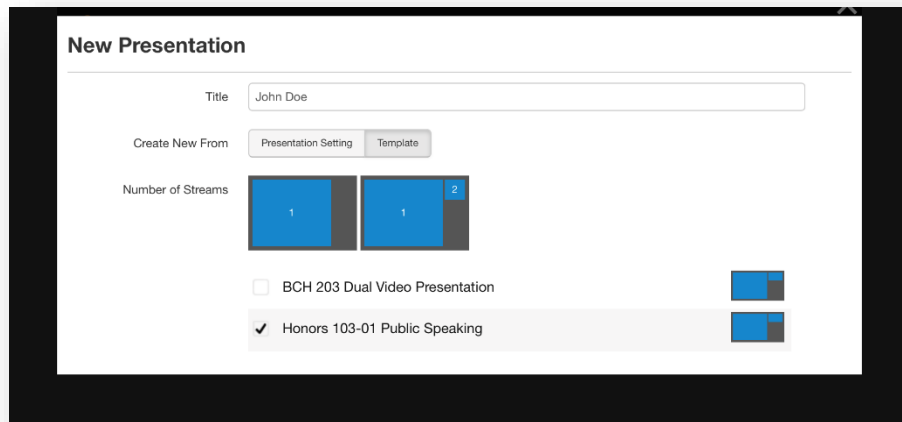 New Presentation
Title John Doe
Create New From Presentation Setting Template
Number of Streams
1 1 2
BCH 203 Dual Video Presentation
Honors 103-01 Public Speaking